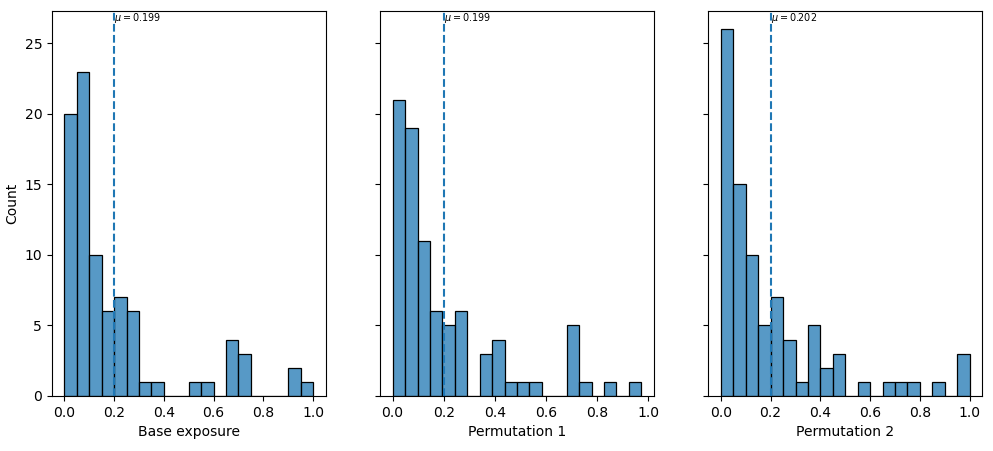 μ = 0.199
μ = 0.199
μ = 0.202
25
20
15
10
5
0
Count
0.0 0.2 0.4 0.6 0.8 1.0
0.0 0.2 0.4 0.6 0.8 1.0
0.0 0.2 0.4 0.6 0.8 1.0
Base exposure
Permutation 1
Permutation 2